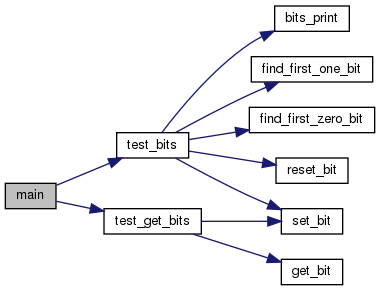 main
test_bits
test_get_bits
bits_print
find_first_one_bit
find_first_zero_bit
reset_bit
set_bit
get_bit